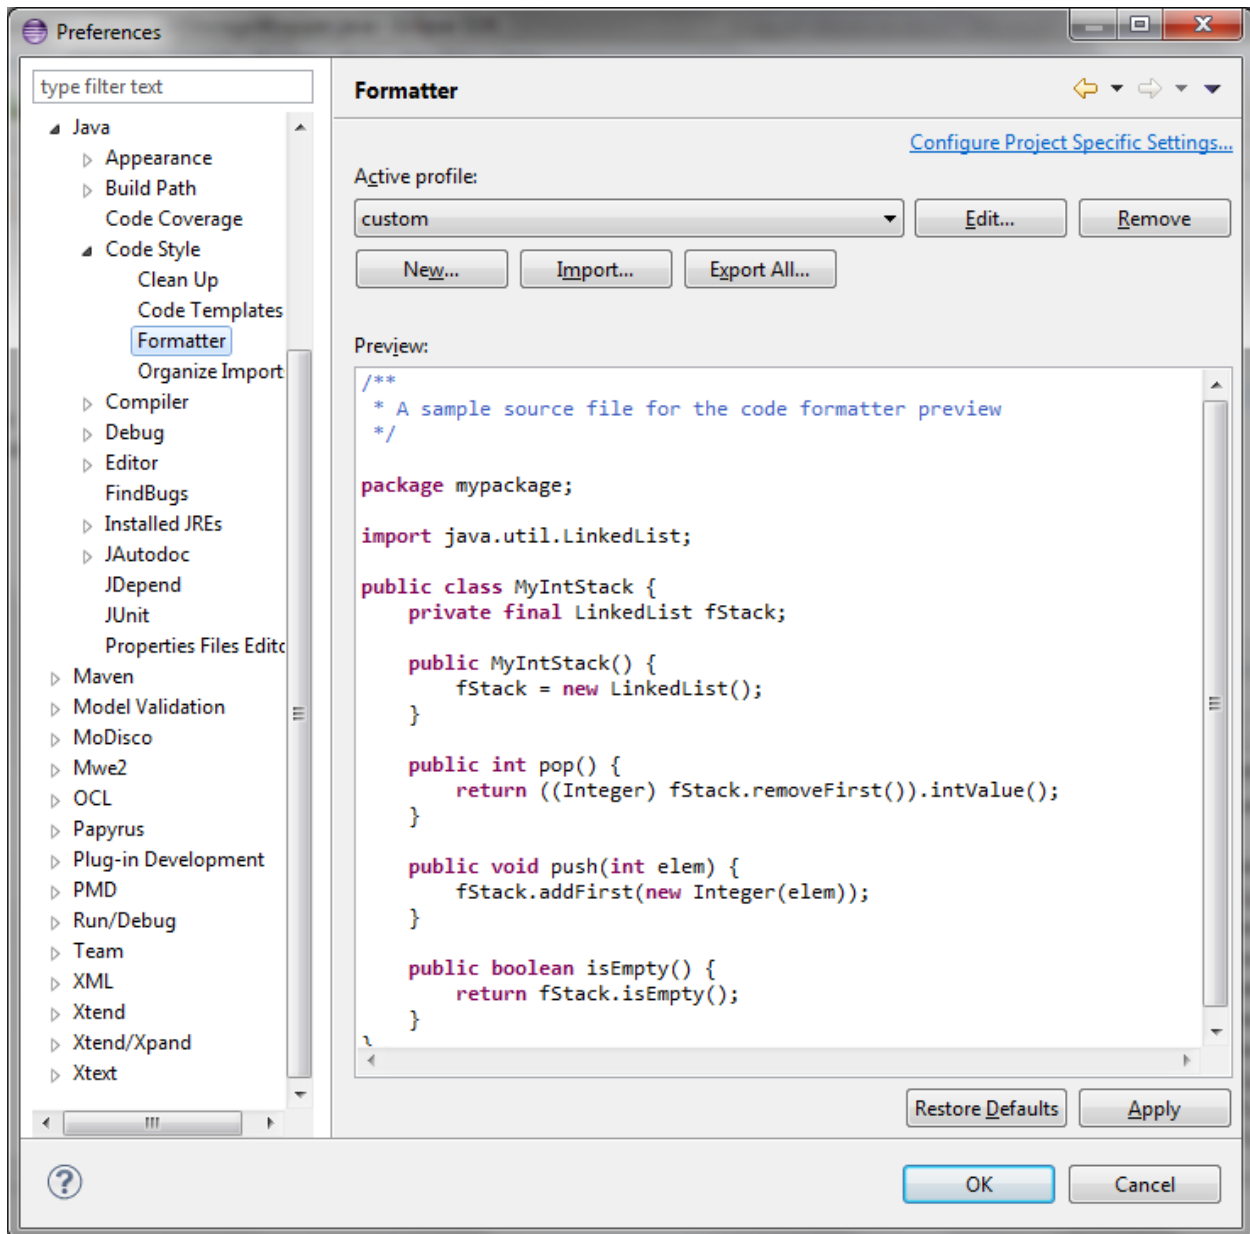 Preferences
type filter text
Java
Appearance
Build Path
Code Coverage
Code Style
Clean Up
Code Templates
Formatter
Organize Import
Compiler
Debug
Editor
FindBugs
Installed JREs
JAutodoc
JDepend
JUnit
Properties Files Edito
Maven
Model Validation
MoDisco
Mwe2
OCL
Papyrus
Plug-in Development
PMD
Run/Debug
Team
XML
Xtend
Xtend/Xpand
Xtext
Formatter
Configure Project Specific Settings...
Active profile:
custom
Edit...
Remove
New...
Import...
Export All...
Preview:
/**
 * A sample source file for the code formatter preview
 */
package mypackage;
import java.util.LinkedList;
public class MyIntStack {
    private final LinkedList fStack;
    public MyIntStack() {
        fStack = new LinkedList();
    }
    public int pop() {
        return ((Integer) fStack.removeFirst()).intValue();
    }
    public void push(int elem) {
        fStack.addFirst(new Integer(elem));
    }
    public boolean isEmpty() {
        return fStack.isEmpty();
    }
}
Restore Defaults
Apply
?
OK
Cancel